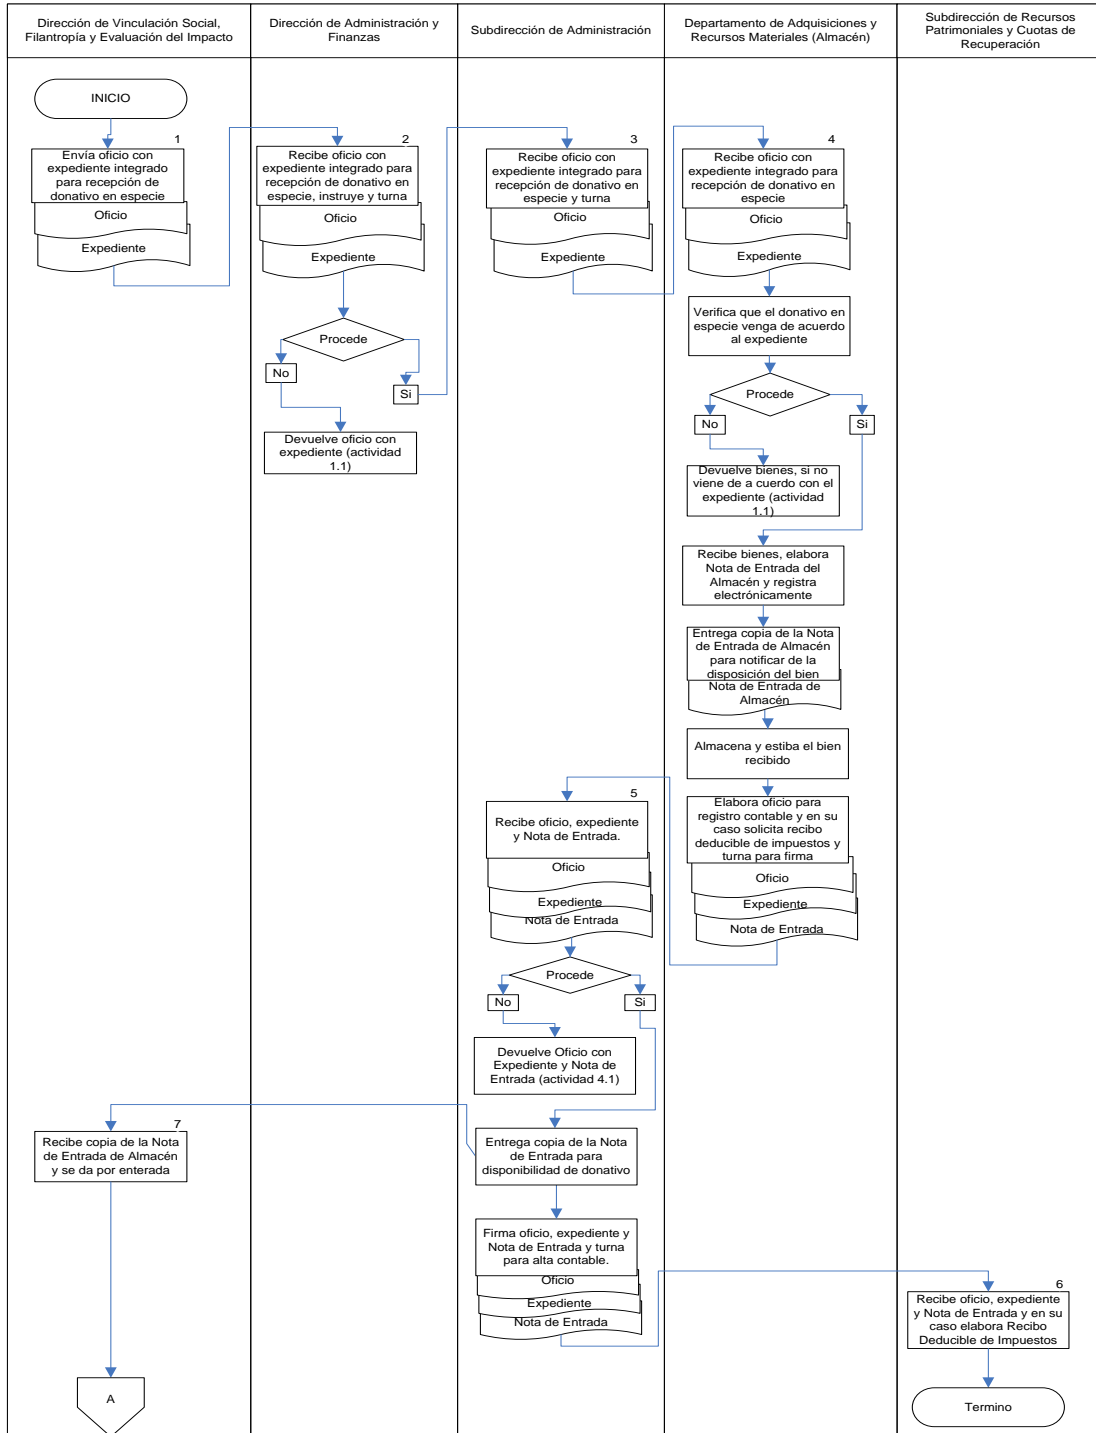 Dirección de Vinculación Social,
Filantropía y Evaluación del Impacto
Dirección de Administración y
Finanzas
Subdirección de Administración
Departamento de Adquisiciones y
Recursos Materiales (Almacén)
Subdirección de Recursos
Patrimoniales y Cuotas de
Recuperación
INICIO
1
Envía oficio con
expediente integrado
para recepción de
donativo en especie
Oficio
Expediente
2
Recibe oficio con
expediente integrado para
recepción de donativo en
especie, instruye y turna
Oficio
Expediente
Procede
No
Si
Devuelve oficio con
expediente (actividad
1.1)
3
Recibe oficio con
expediente integrado para
recepción de donativo en
especie y turna
Oficio
Expediente
4
Recibe oficio con
expediente integrado para
recepción de donativo en
especie
Oficio
Expediente
Verifica que el donativo en
especie venga de acuerdo
al expediente
Procede
No
Si
Devuelve bienes, si no
viene de a cuerdo con el
expediente (actividad
1.1)
Recibe bienes, elabora
Nota de Entrada del
Almacén y registra
electrónicamente
Entrega copia de la Nota
de Entrada de Almacén
para notificar de la
disposición del bien
Nota de Entrada de
Almacén
Almacena y estiba el bien
recibido
Elabora oficio para
registro contable y en su
caso solicita recibo
deducible de impuestos y
turna para firma
Oficio
Expediente
Nota de Entrada
5
Recibe oficio, expediente
y Nota de Entrada.
Oficio
Expediente
Nota de Entrada
Procede
No
Si
Devuelve Oficio con
Expediente y Nota de
Entrada (actividad 4.1)
Entrega copia de la Nota
de Entrada para
disponibilidad de donativo
Firma oficio, expediente y
Nota de Entrada y turna
para alta contable.
Oficio
Expediente
Nota de Entrada
7
Recibe copia de la Nota
de Entrada de Almacén
y se da por enterada
A
6
Recibe oficio, expediente
y Nota de Entrada y en su
caso elabora Recibo
Deducible de Impuestos
Termino